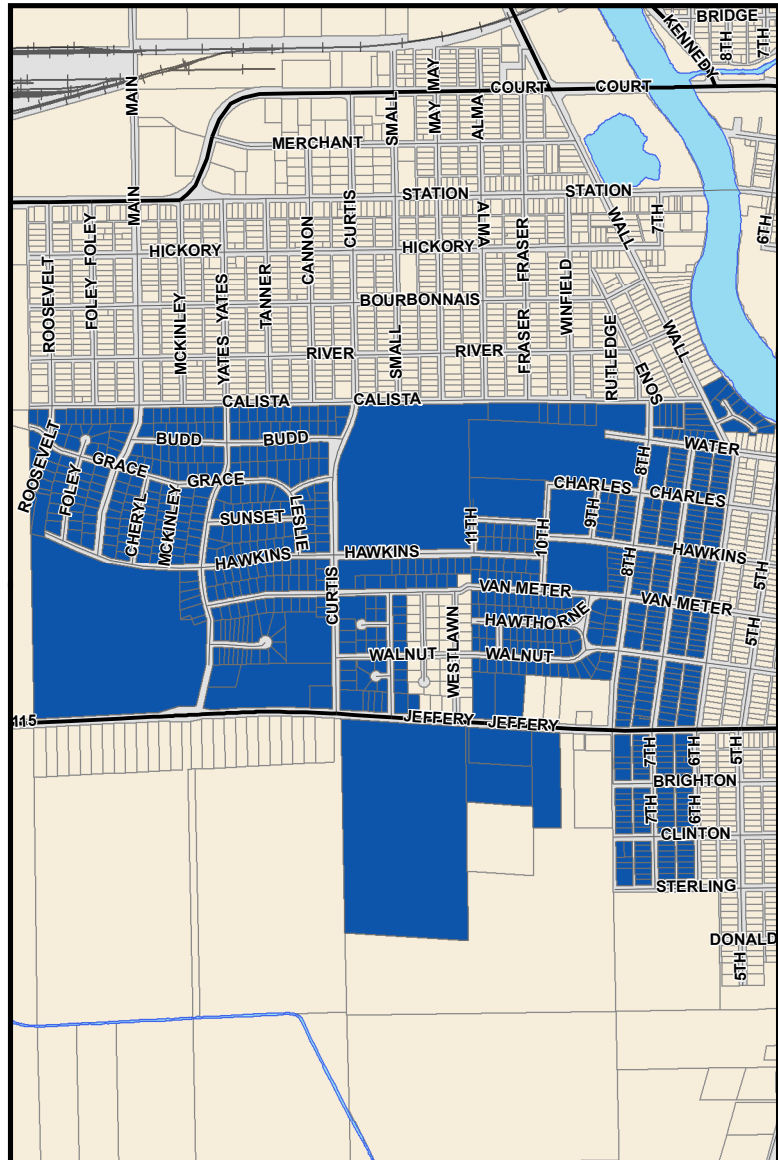 BRIDGE
KENNEDY
8TH
7TH
MAIN
MAY
MAY
SMALL
ALMA
COURT
COURT
MERCHANT
MAIN
STATION
STATION
FOLEY
FOLEY
CURTIS
CANNON
ALMA
FRASER
WALL
7TH
6TH
HICKORY
HICKORY
ROOSEVELT
MCKINLEY
YATES
YATES
TANNER
BOURBONNAIS
WINFIELD
SMALL
FRASER
RUTLEDGE
WALL
RIVER
RIVER
ENOS
CALISTA
CALISTA
ROOSEVELT
BUDD
BUDD
8TH
WATER
GRACE
GRACE
FOLEY
CHERYL
MCKINLEY
LESLIE
CHARLES
CHARLES
SUNSET
11TH
10TH
9TH
HAWKINS
HAWKINS
HAWKINS
8TH
5TH
CURTIS
VAN METER
VAN METER
HAWTHORNE
5TH
WALNUT
WESTLAWN
WALNUT
115
JEFFERY
JEFFERY
7TH
6TH
5TH
BRIGHTON
7TH
6TH
CLINTON
STERLING
DONALD
5TH